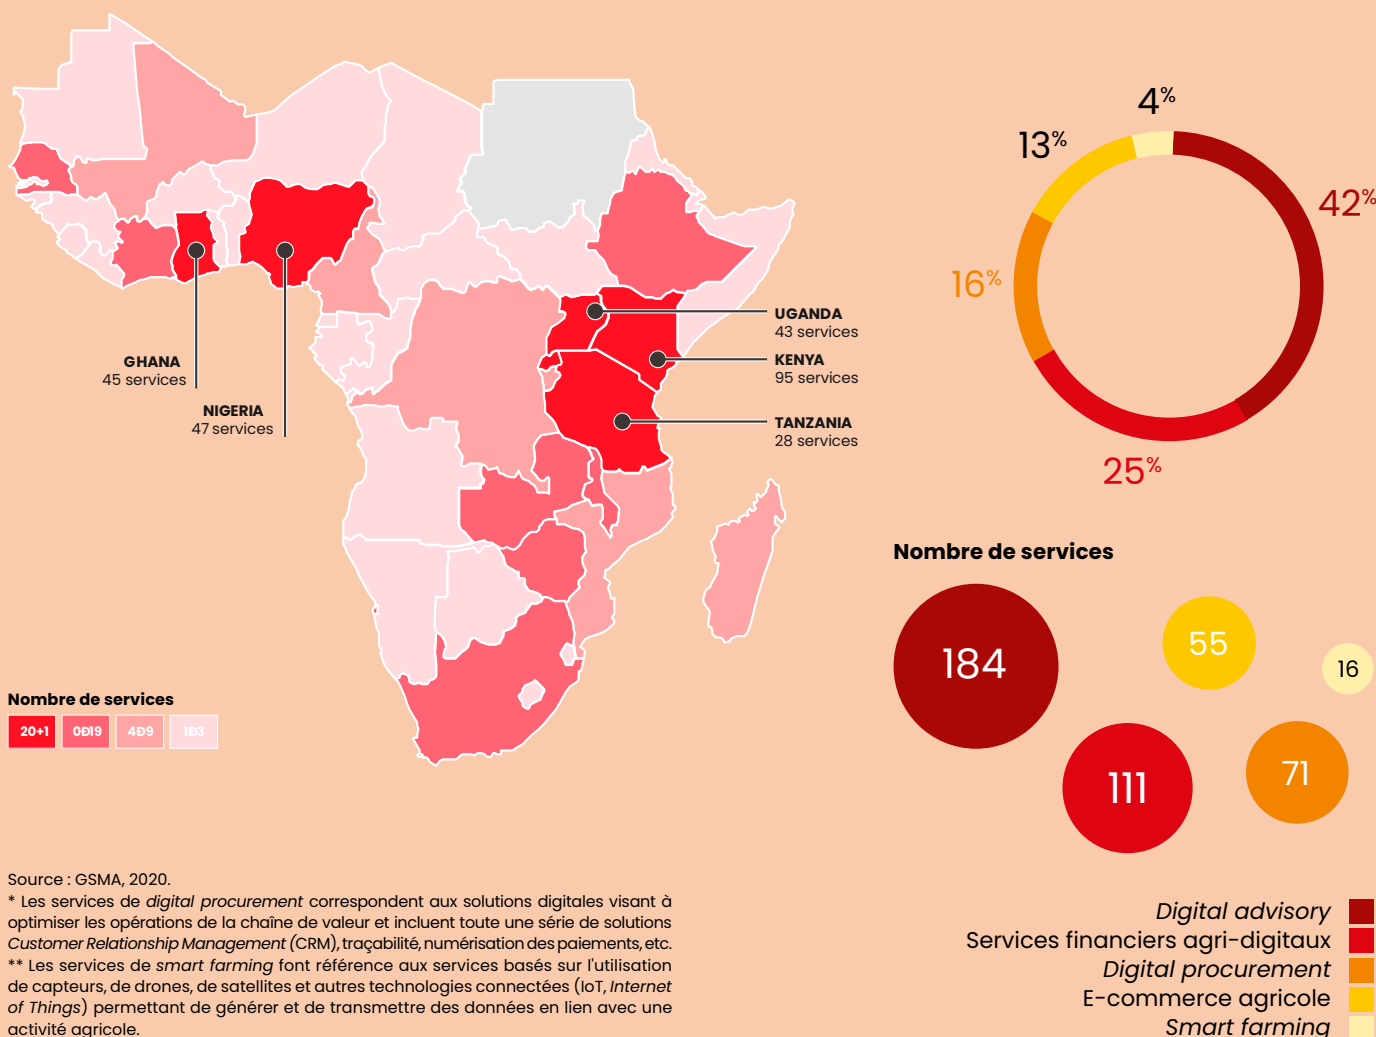 4%
13%
42%
16%
25%
GHANA
45 services
NIGERIA
47 services
UGANDA
43 services
KENYA
95 services
TANZANIA
28 services
Nombre de services
20+1 0Ð19 4Ð9 1Ð3
Nombre de services
184
55
16
111
71
Source : GSMA, 2020.
* Les services de digital procurement correspondent aux solutions digitales visant à
optimiser les opérations de la chaîne de valeur et incluent toute une série de solutions
Customer Relationship Management (CRM), traçabilité, numérisation des paiements, etc.
** Les services de smart farming font référence aux services basés sur l'utilisation
de capteurs, de drones, de satellites et autres technologies connectées (IoT, Internet
of Things) permettant de générer et de transmettre des données en lien avec une
activité agricole.
Digital advisory
Services financiers agri-digitaux
Digital procurement
E-commerce agricole
Smart farming